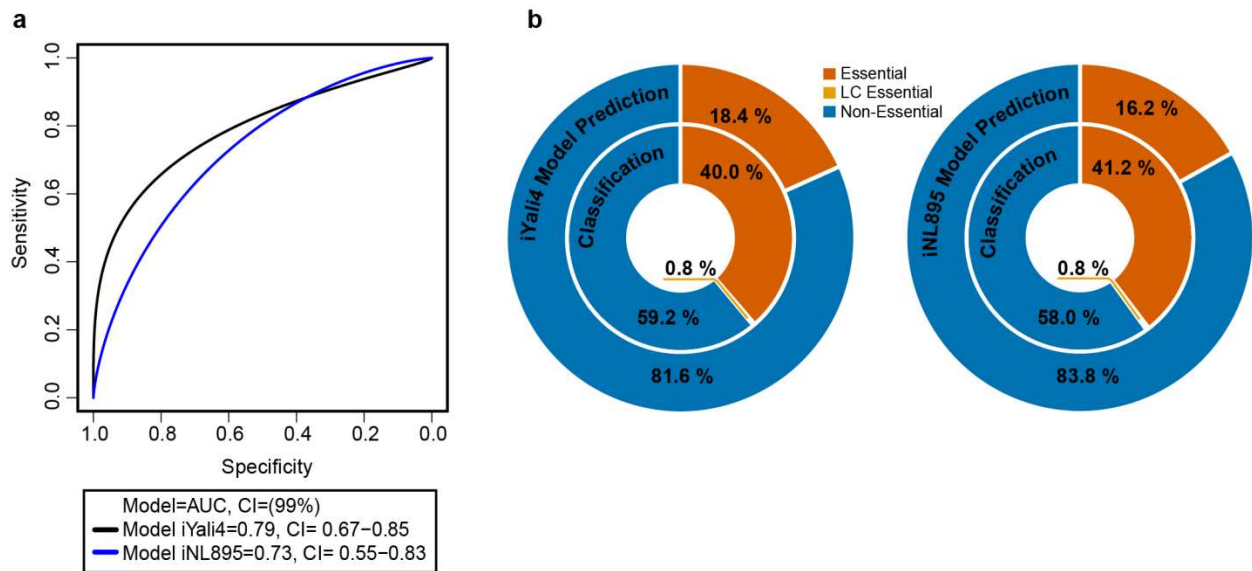 a
1.0
0.8
0.6
0.4
0.2
0.0
Sensitivity
1.0 0.8 0.6 0.4 0.2 0.0
Specificity
Model=AUC, CI=(99%)
Model iYali4=0.79, CI= 0.67−0.85
Model iNL895=0.73, CI= 0.55−0.83
b
Essential
LC Essential
Non-Essential
iYali4 Model Prediction
Classification
18.4 %
40.0 %
0.8 %
59.2 %
81.6 %
iNL895 Model Prediction
Classification
16.2 %
41.2 %
0.8 %
58.0 %
83.8 %